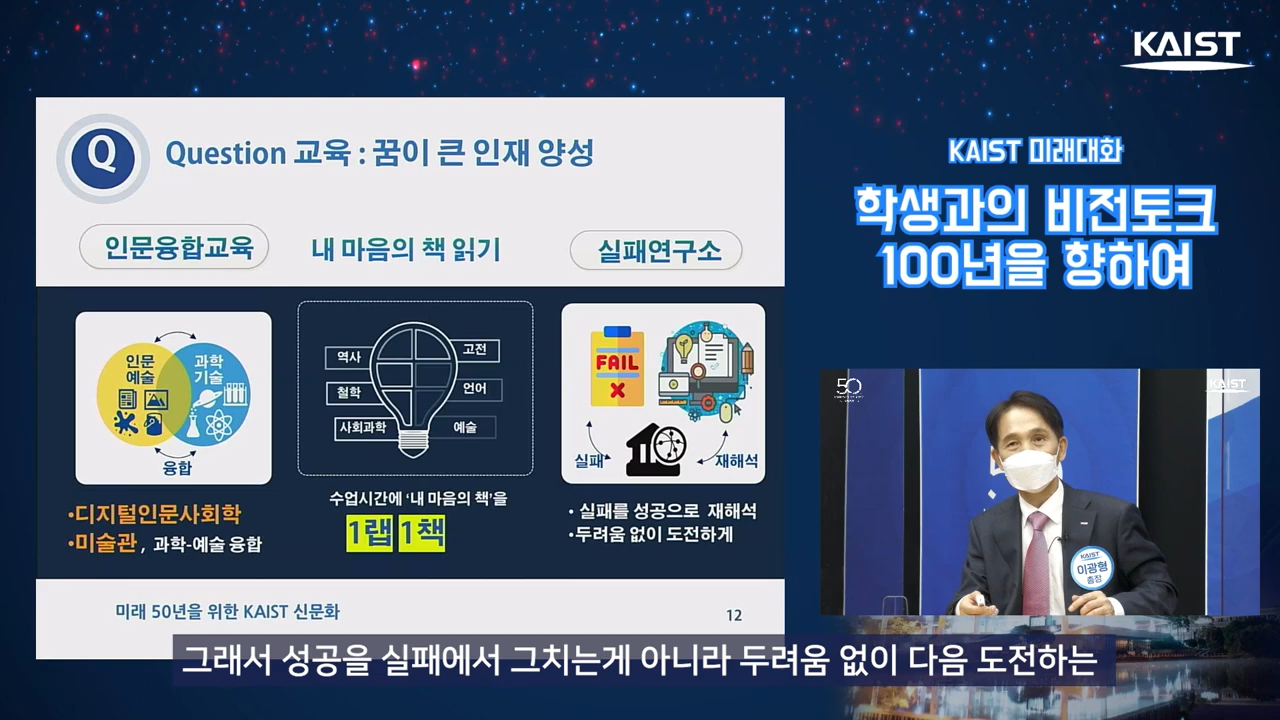 KAIST
Q
Question 교육 : 꿈이 큰 인재 양성
인문융합교육
내 마음의 책 읽기
실패연구소
인문
예술
과학
기술
융합
•디지털인문사회학
•미술관, 과학-예술 융합
역사
고전
철학
언어
사회과학
예술
수업시간에 ‘내 마음의 책’을
1랩 1책
FAIL
X
실패
재해석
• 실패를 성공으로 재해석
•두려움 없이 도전하게
미래 50년을 위한 KAIST 신문화
12
KAIST 미래대화
학생과의 비전토크
100년을 향하여
50
KAIST
KAIST
이광형
총장
그래서 성공을 실패에서 그치는게 아니라 두려움 없이 다음 도전하는